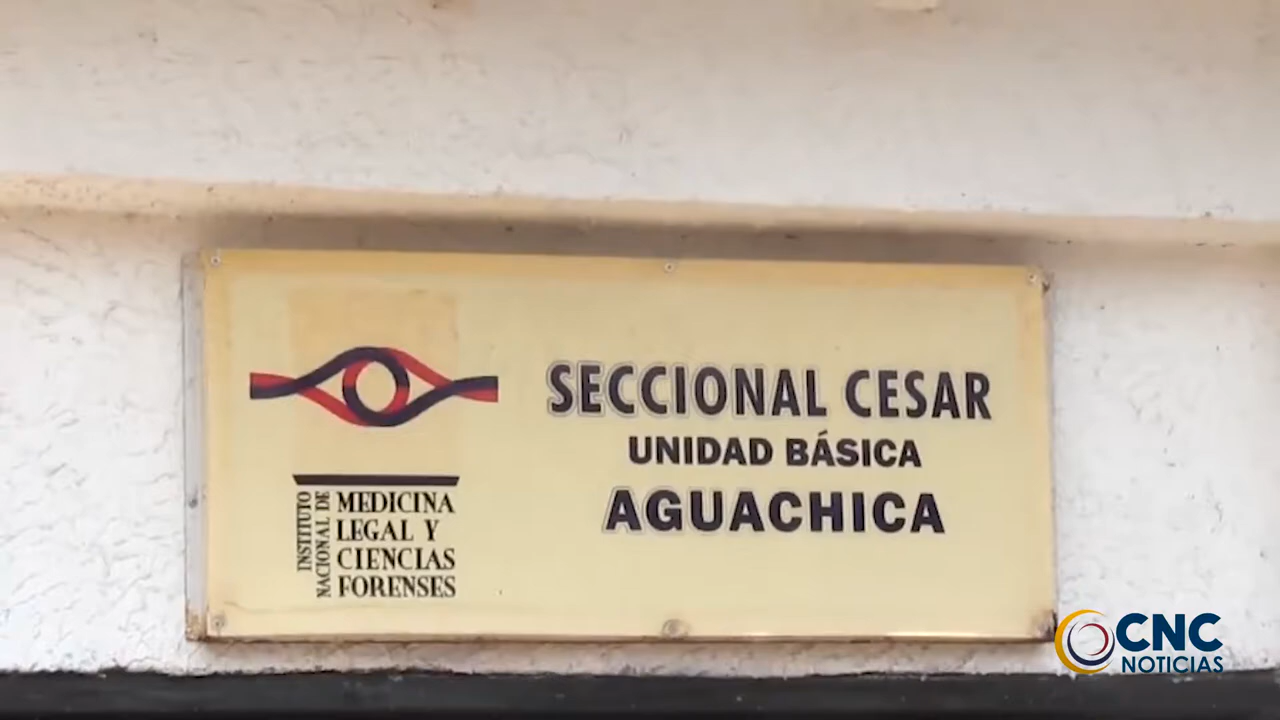 INSTITUTO
NACIONAL DE
MEDICINA
LEGAL Y
CIENCIAS
FORENSES
SECCIONAL CESAR
UNIDAD BÁSICA
AGUACHICA
CNC
NOTICIAS